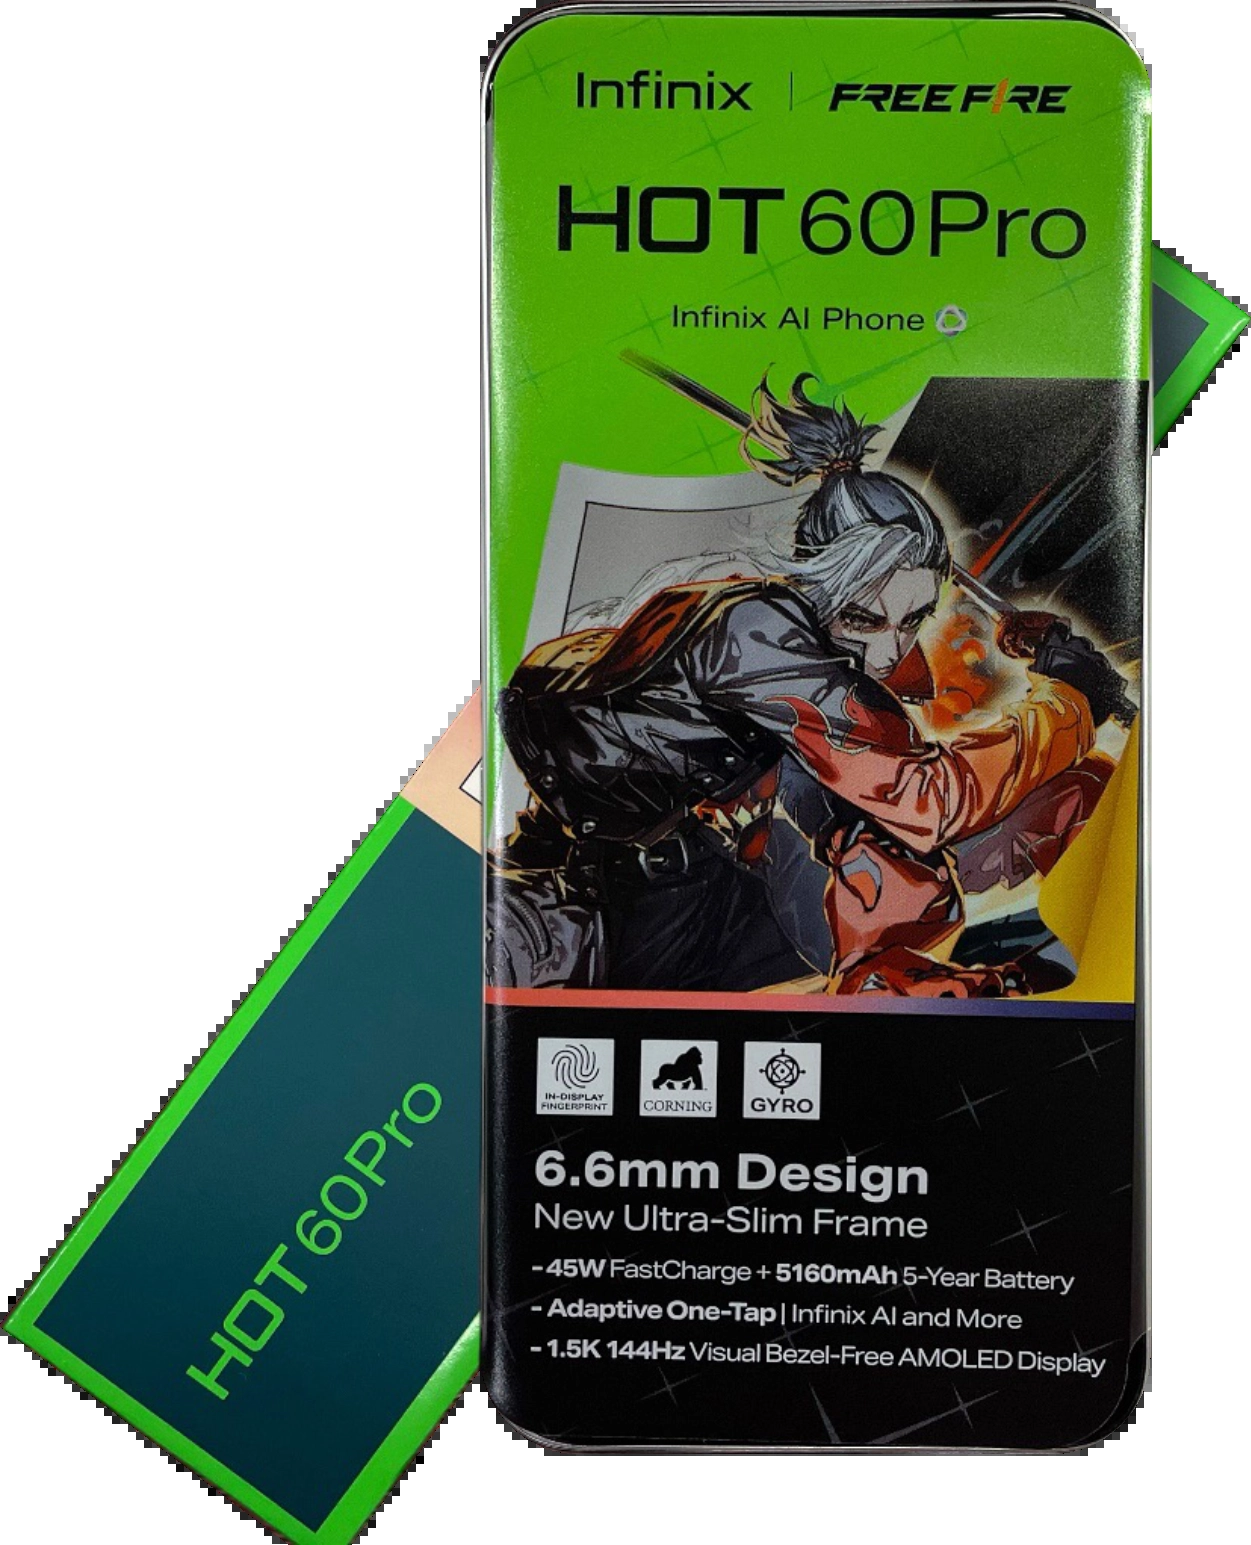 Infinix | FREE FIRE
HOT 60 Pro
Infinix AI Phone
IN-DISPLAY
FINGERPRINT
CORNING
GYRO
6.6mm Design
New Ultra-Slim Frame
- 45W FastCharge + 5160mAh 5-Year Battery
- Adaptive One-Tap | Infinix AI and More
- 1.5K 144Hz Visual Bezel-Free AMOLED Display
HOT 60 Pro